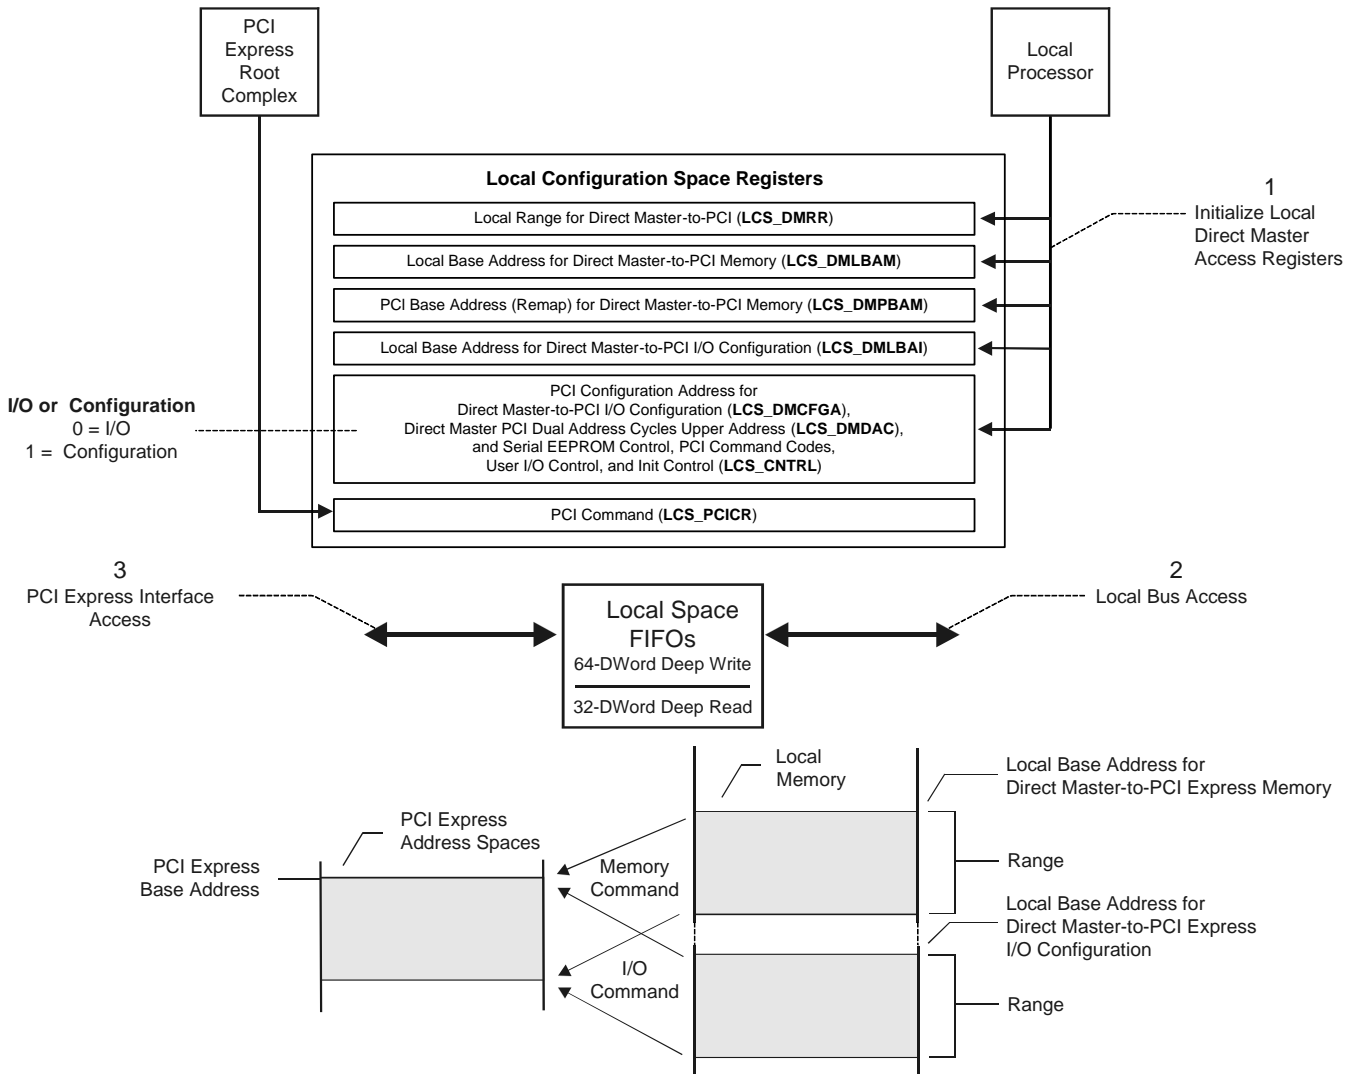 PCI
Express
Root
Complex
Local
Processor
Local Configuration Space Registers
Local Range for Direct Master-to-PCI (LCS_DMRR)
Local Base Address for Direct Master-to-PCI Memory (LCS_DMLBAM)
PCI Base Address (Remap) for Direct Master-to-PCI Memory (LCS_DMPBAM)
Local Base Address for Direct Master-to-PCI I/O Configuration (LCS_DMLBAI)
PCI Configuration Address for
Direct Master-to-PCI I/O Configuration (LCS_DMCFGA),
Direct Master PCI Dual Address Cycles Upper Address (LCS_DMDAC),
and Serial EEPROM Control, PCI Command Codes,
User I/O Control, and Init Control (LCS_CNTRL)
PCI Command (LCS_PCICR)
1
Initialize Local
Direct Master
Access Registers
I/O or Configuration
0 = I/O
1 = Configuration
3
PCI Express Interface
Access
Local Space
FIFOs
64-DWord Deep Write
32-DWord Deep Read
2
Local Bus Access
Local
Memory
Local Base Address for
Direct Master-to-PCI Express Memory
PCI Express
Address Spaces
PCI Express
Base Address
Memory
Command
Range
Local Base Address for
Direct Master-to-PCI Express
I/O Configuration
I/O
Command
Range